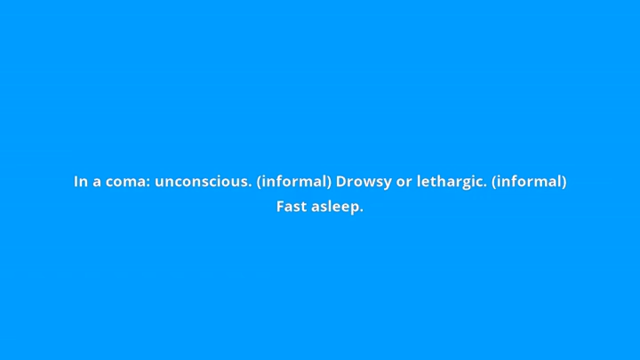 In a coma: unconscious. (informal) Drowsy or lethargic. (informal)
Fast asleep.